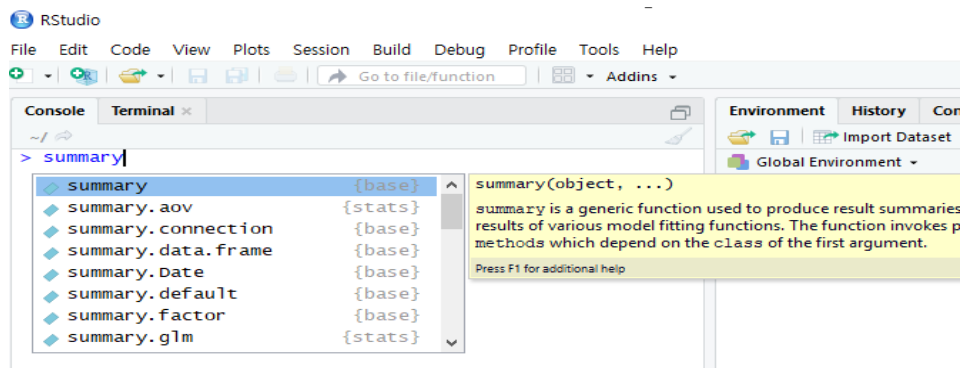 RStudio
File Edit Code View Plots Session Build Debug Profile Tools Help
Go to file/function Addins
Console Terminal
~/
> summary
summary {base}
summary.aov {stats}
summary.connection {base}
summary.data.frame {base}
summary.Date {base}
summary.default {base}
summary.factor {base}
summary.glm {stats}
summary(object, ...)
summary is a generic function used to produce result summaries
results of various model fitting functions. The function invokes p
methods which depend on the class of the first argument.
Press F1 for additional help
Environment History Con
Import Dataset
Global Environment